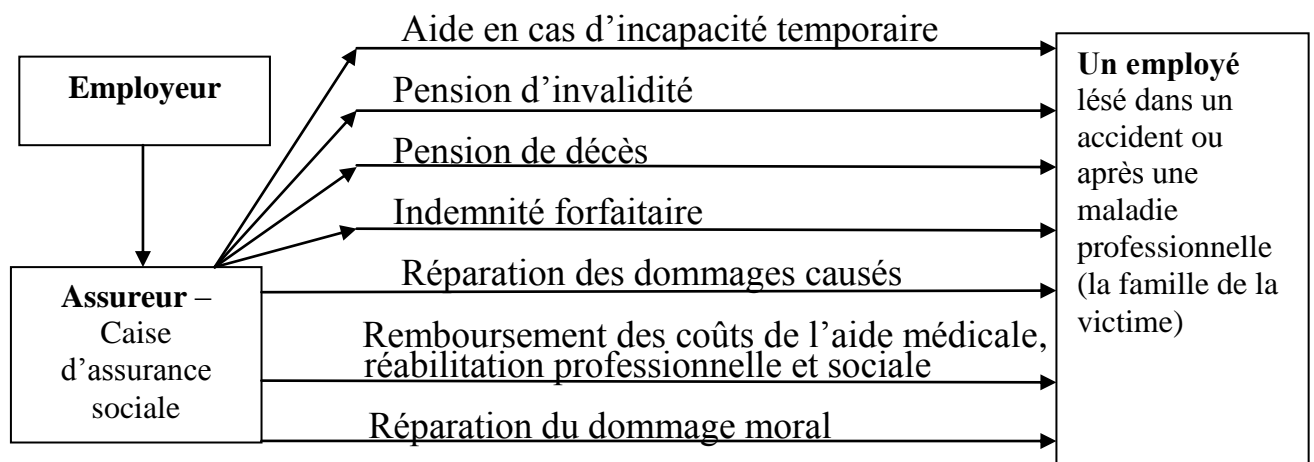 Employeur
Assureur –
Caise
d’assurance
sociale
Aide en cas d’incapacité temporaire
Pension d’invalidité
Pension de décès
Indemnité forfaitaire
Réparation des dommages causés
Remboursement des coûts de l’aide médicale,
réabilitation professionnelle et sociale
Réparation du dommage moral
Un employé
lésé dans un
accident ou
après une
maladie
professionnelle
(la famille de la
victime)